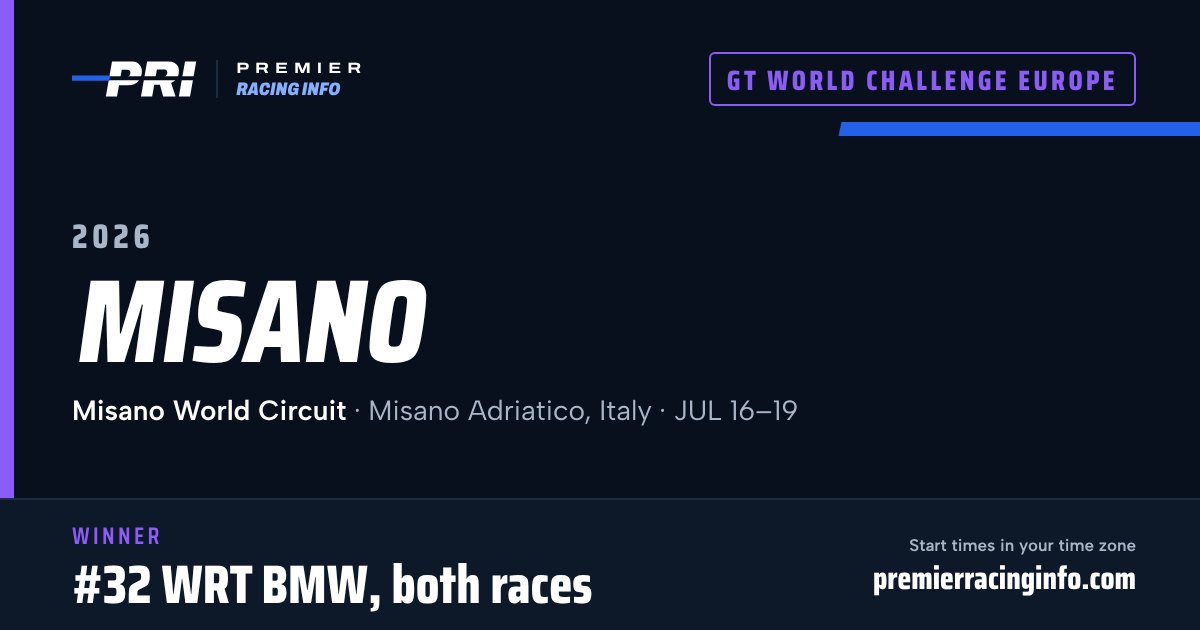 PRI
PREMIER
RACING INFO
GT WORLD CHALLENGE EUROPE
2026
MISANO
Misano World Circuit · Misano Adriatico, Italy · JUL 16–19
WINNER
#32 WRT BMW, both races
Start times in your time zone
premierracinginfo.com